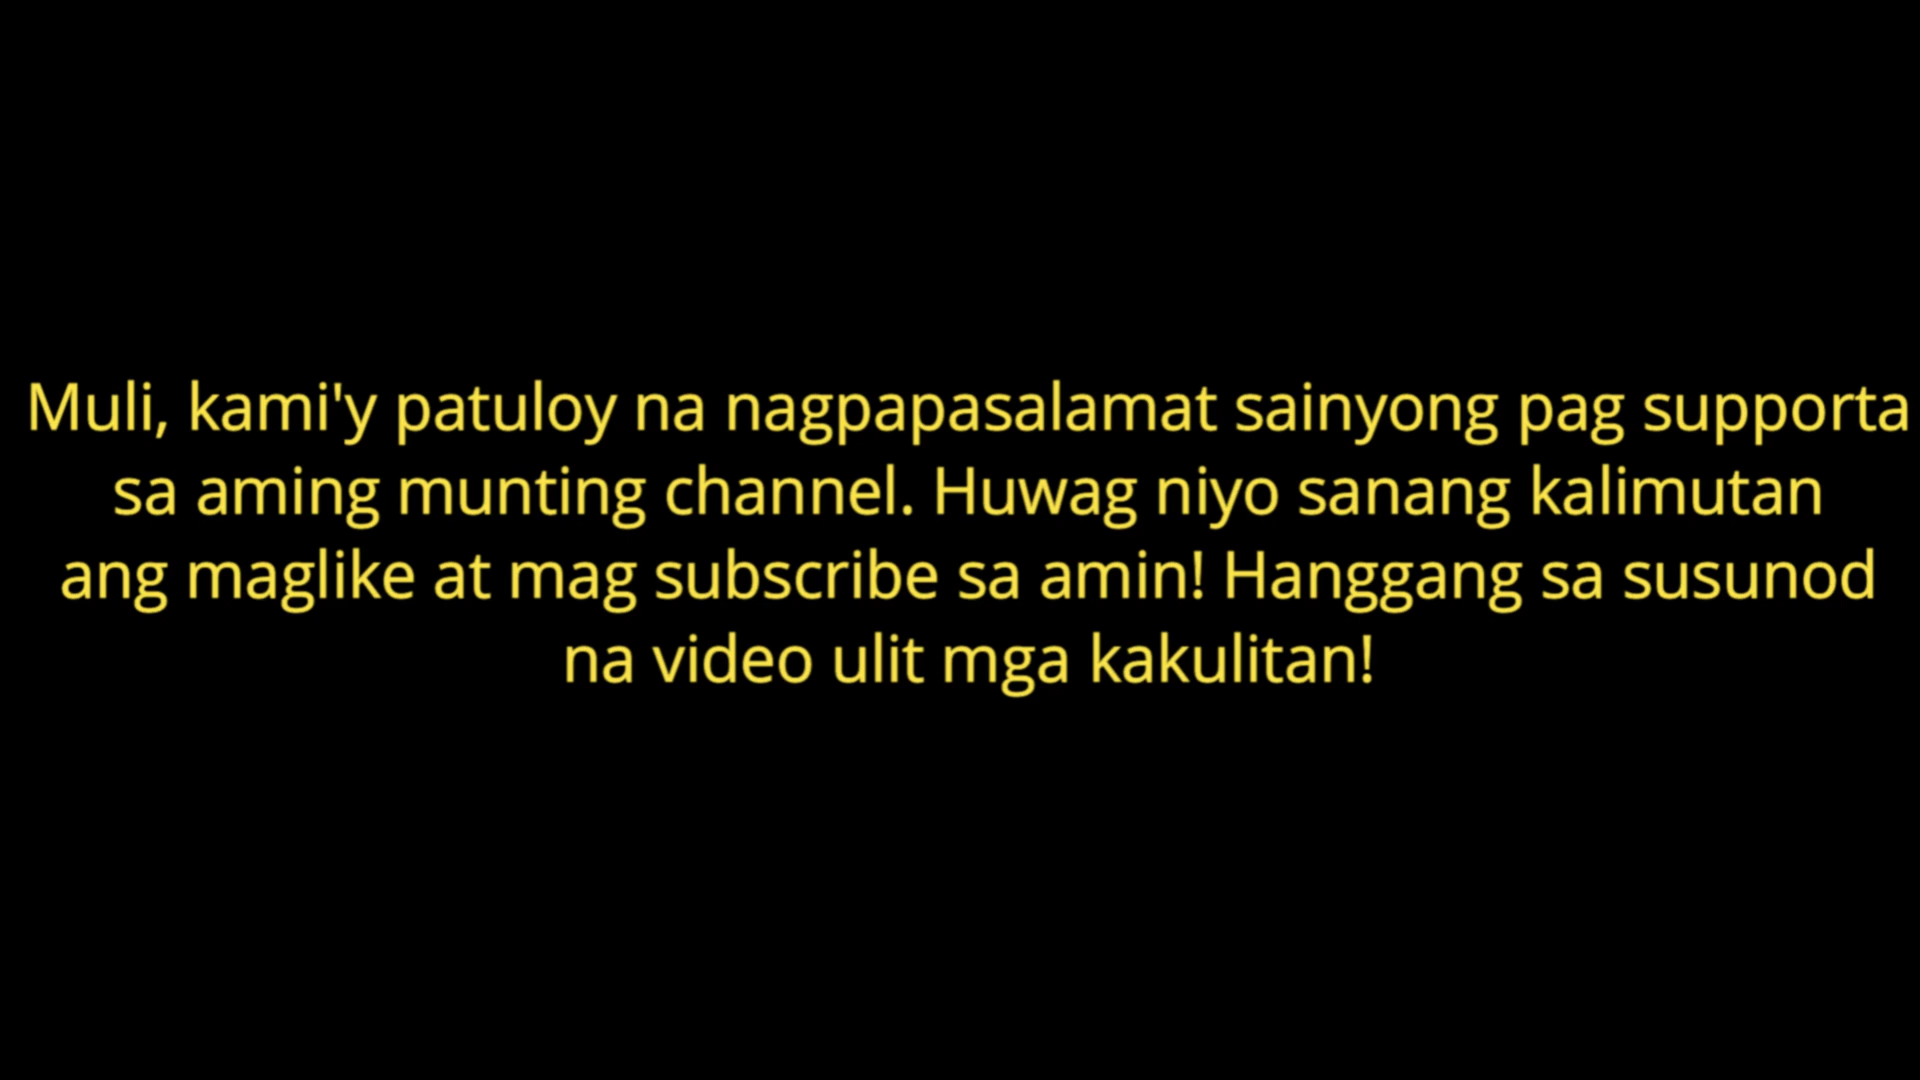 Muli, kami'y patuloy na nagpapasalamat sainyong pag supporta
sa aming munting channel. Huwag niyo sanang kalimutan
ang maglike at mag subscribe sa amin! Hanggang sa susunod
na video ulit mga kakulitan!